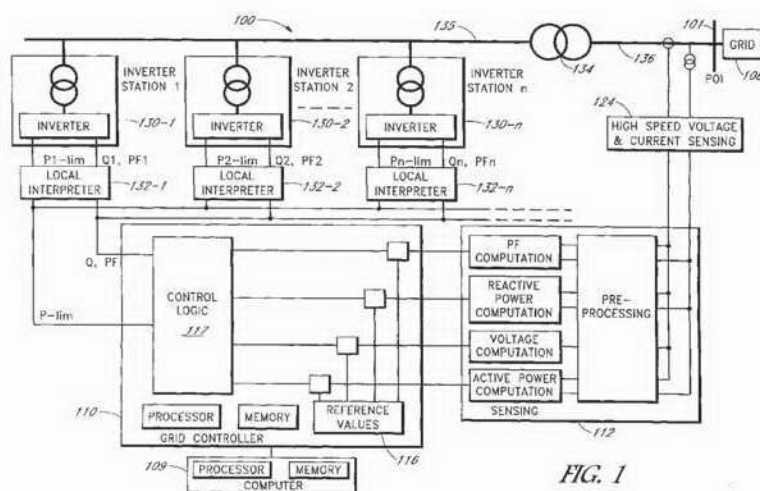 100
135
101
134
136
POI
GRID
106
INVERTER
STATION 1
INVERTER
STATION 2
INVERTER
STATION n
INVERTER
130-1
INVERTER
130-2
INVERTER
130-n
124
HIGH SPEED VOLTAGE
& CURRENT SENSING
P1-lim
Q1, PF1
P2-lim
Q2, PF2
Pn-lim
Qn, PFn
LOCAL
INTERPRETER
132-1
LOCAL
INTERPRETER
132-2
LOCAL
INTERPRETER
132-n
Q, PF
P-lim
CONTROL
LOGIC
117
PF
COMPUTATION
REACTIVE POWER
COMPUTATION
VOLTAGE
COMPUTATION
ACTIVE POWER
COMPUTATION
PRE-
PROCESSING
SENSING
112
110
PROCESSOR
MEMORY
REFERENCE
VALUES
GRID CONTROLLER
116
109
PROCESSOR
MEMORY
COMPUTER
FIG. 1